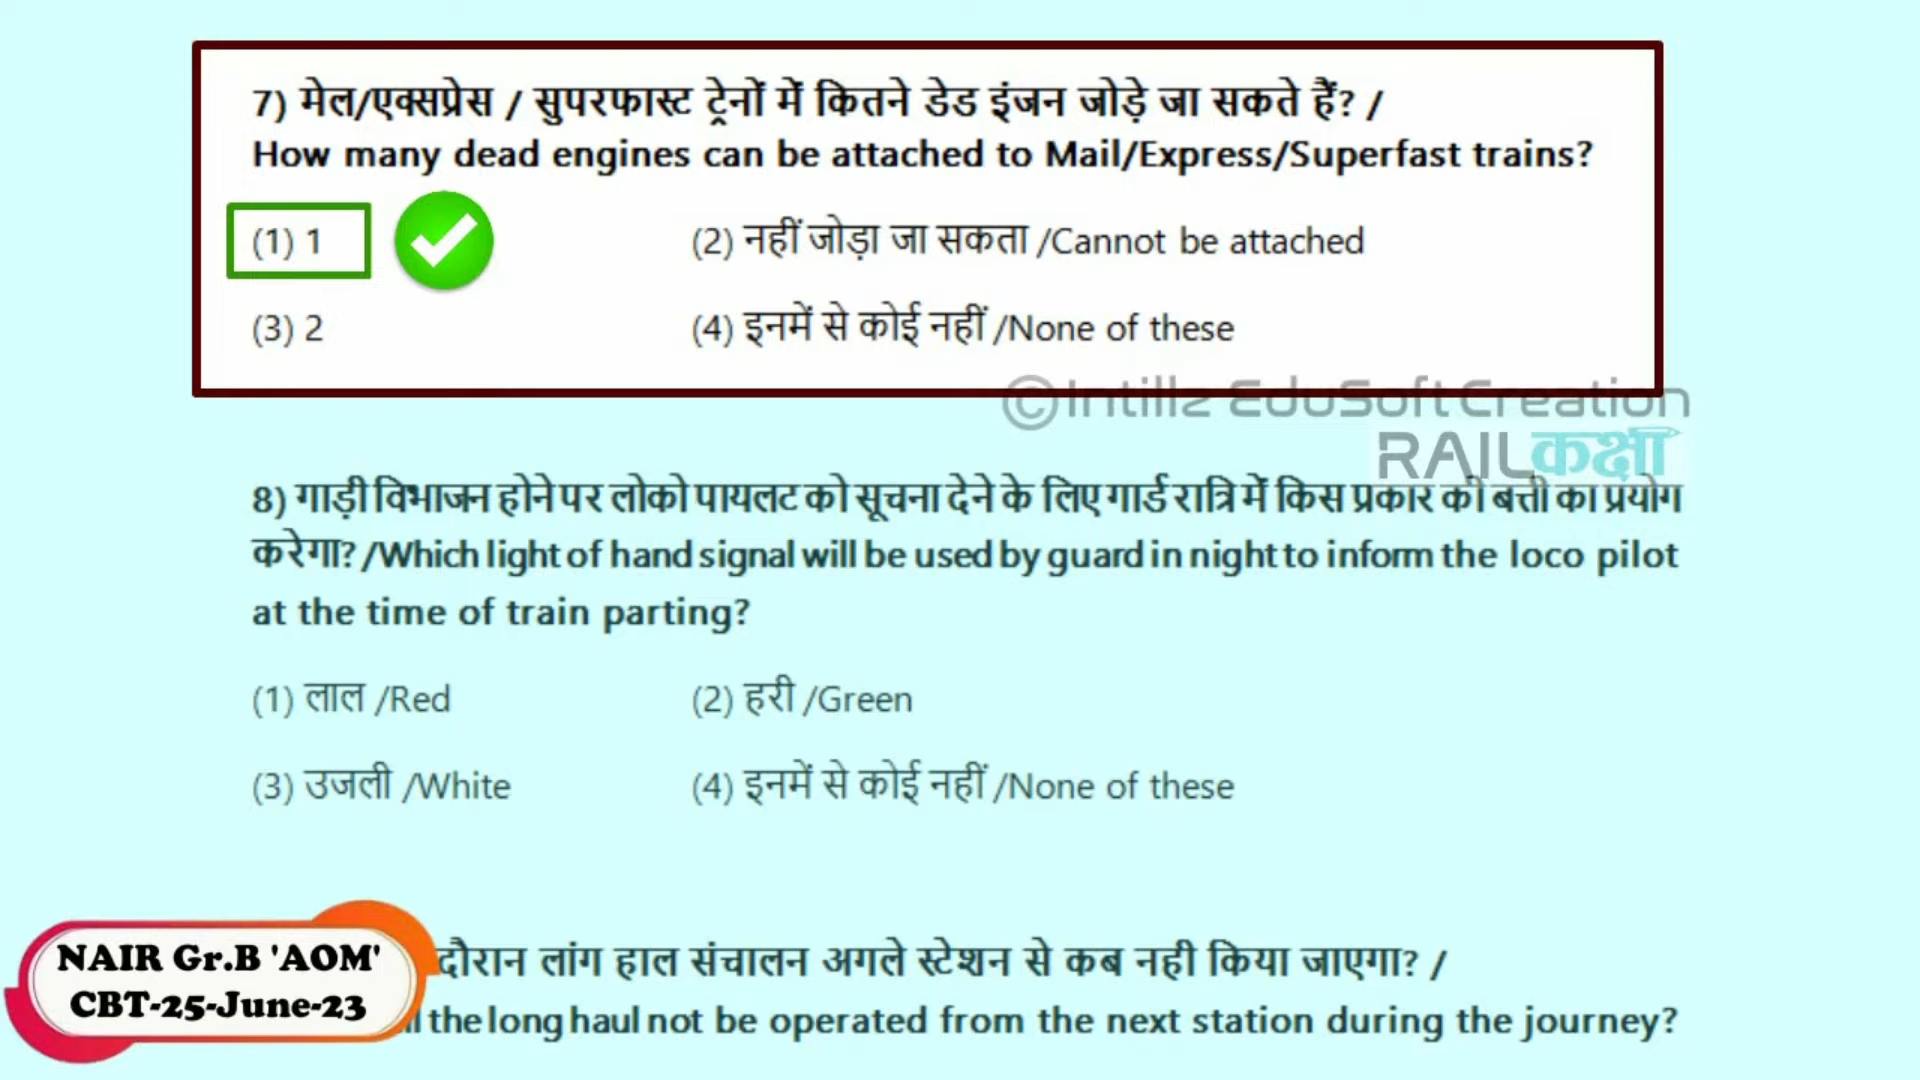 7) मेल/एक्सप्रेस / सुपरफास्ट ट्रेनों में कितने डेड इंजन जोड़े जा सकते हैं? /
How many dead engines can be attached to Mail/Express/Superfast trains?
(1) 1 (2) नहीं जोड़ा जा सकता /Cannot be attached
(3) 2 (4) इनमें से कोई नहीं /None of these
©Intillz EduSoft Creation
RAILकक्षा
8) गाड़ी विभाजन होने पर लोको पायलट को सूचना देने के लिए गार्ड रात्रि में किस प्रकार की बत्ती का प्रयोग
करेगा? /Which light of hand signal will be used by guard in night to inform the loco pilot
at the time of train parting?
(1) लाल /Red (2) हरी /Green
(3) उजली /White (4) इनमें से कोई नहीं /None of these
दौरान लांग हाल संचालन अगले स्टेशन से कब नही किया जाएगा? /
the long haul not be operated from the next station during the journey?
NAIR Gr.B 'AOM'
CBT-25-June-23